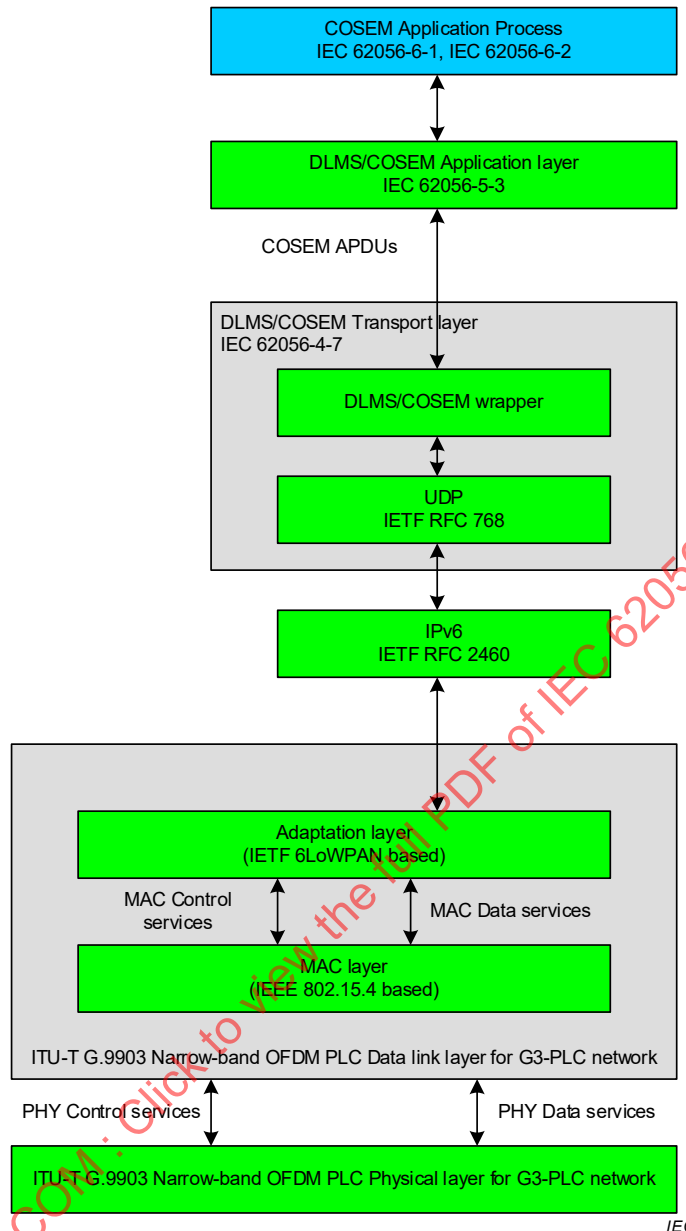 COSEM Application Process
IEC 62056-6-1, IEC 62056-6-2
DLMS/COSEM Application layer
IEC 62056-5-3
COSEM APDUs
DLMS/COSEM Transport layer
IEC 62056-4-7
DLMS/COSEM wrapper
UDP
IETF RFC 768
IPv6
IETF RFC 2460
Adaptation layer
(IETF 6LoWPAN based)
MAC Control
services
MAC Data services
MAC layer
(IEEE 802.15.4 based)
ITU-T G.9903 Narrow-band OFDM PLC Data link layer for G3-PLC network
PHY Control services
PHY Data services
ITU-T G.9903 Narrow-band OFDM PLC Physical layer for G3-PLC network
IEC
COM : Click to view the full PDF of IEC 6205